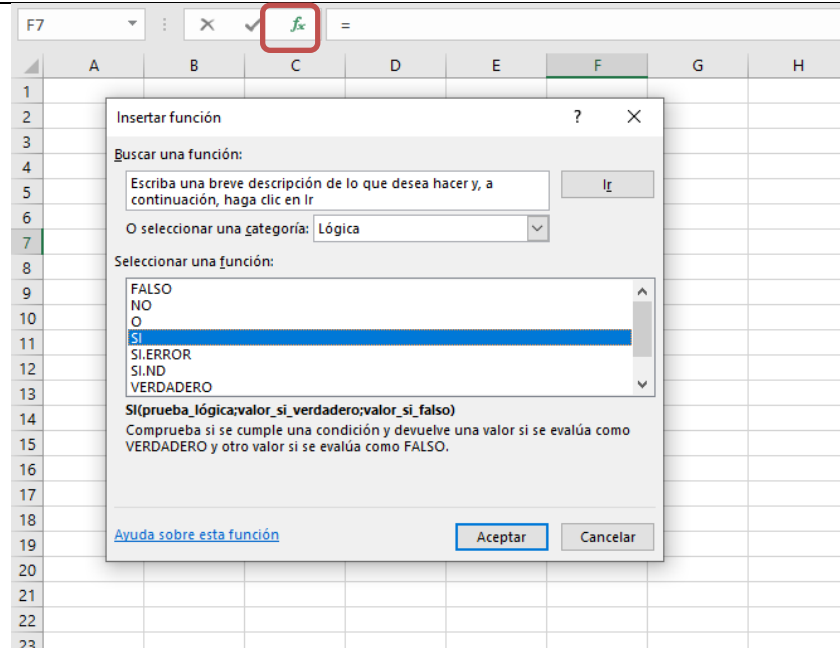 F7 fx =
A B C D E F G H
1
2
3
4
5
6
7
8
9
10
11
12
13
14
15
16
17
18
19
20
21
22
23
Insertar función ?
Buscar una función:
Escriba una breve descripción de lo que desea hacer y, a
continuación, haga clic en Ir
Ir
O seleccionar una categoría: Lógica
Seleccionar una función:
FALSO
NO
O
SI
SI.ERROR
SI.ND
VERDADERO
SI(prueba_lógica;valor_si_verdadero;valor_si_falso)
Comprueba si se cumple una condición y devuelve una valor si se evalúa como
VERDADERO y otro valor si se evalúa como FALSO.
Ayuda sobre esta función
Aceptar Cancelar